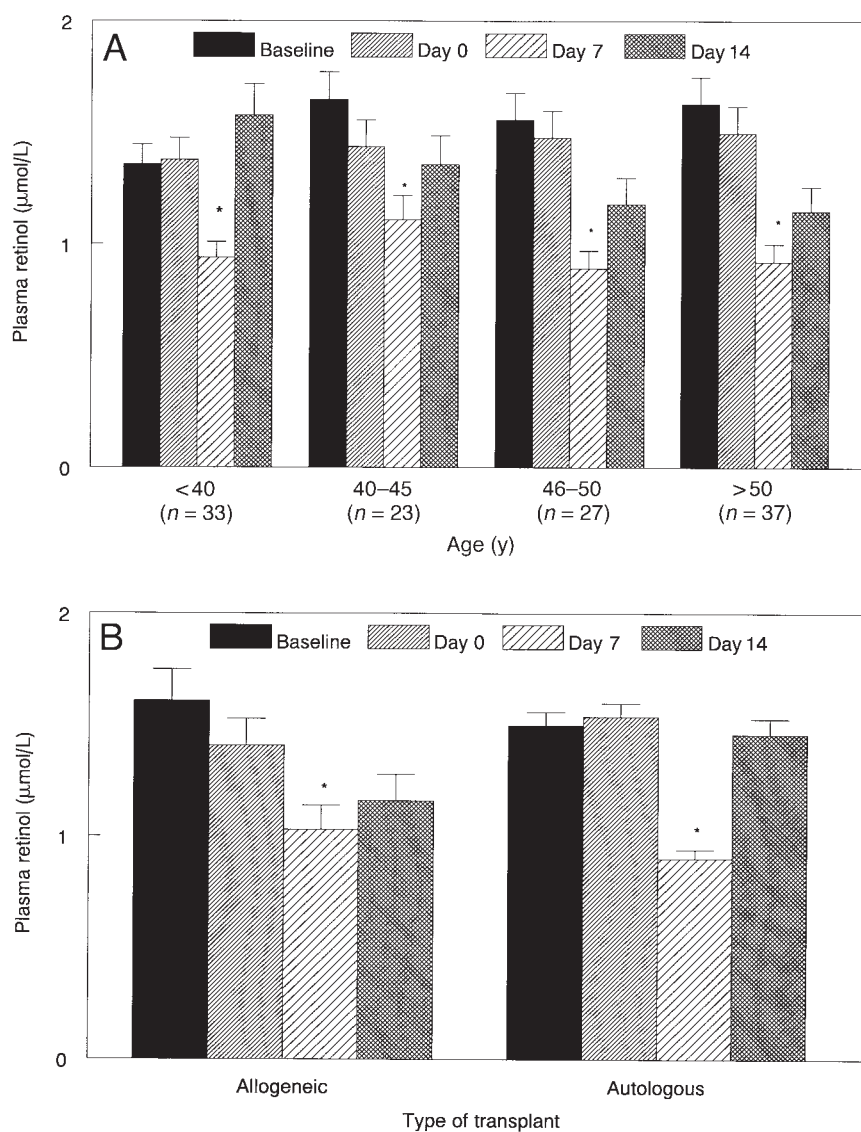 2
A
Baseline Day 0 Day 7 Day 14
Plasma retinol (μmol/L)
*
*
*
*
1
0
<40 40–45 46–50 >50
(n = 33) (n = 23) (n = 27) (n = 37)
Age (y)
2
B
Baseline Day 0 Day 7 Day 14
Plasma retinol (μmol/L)
*
*
1
0
Allogeneic Autologous
Type of transplant